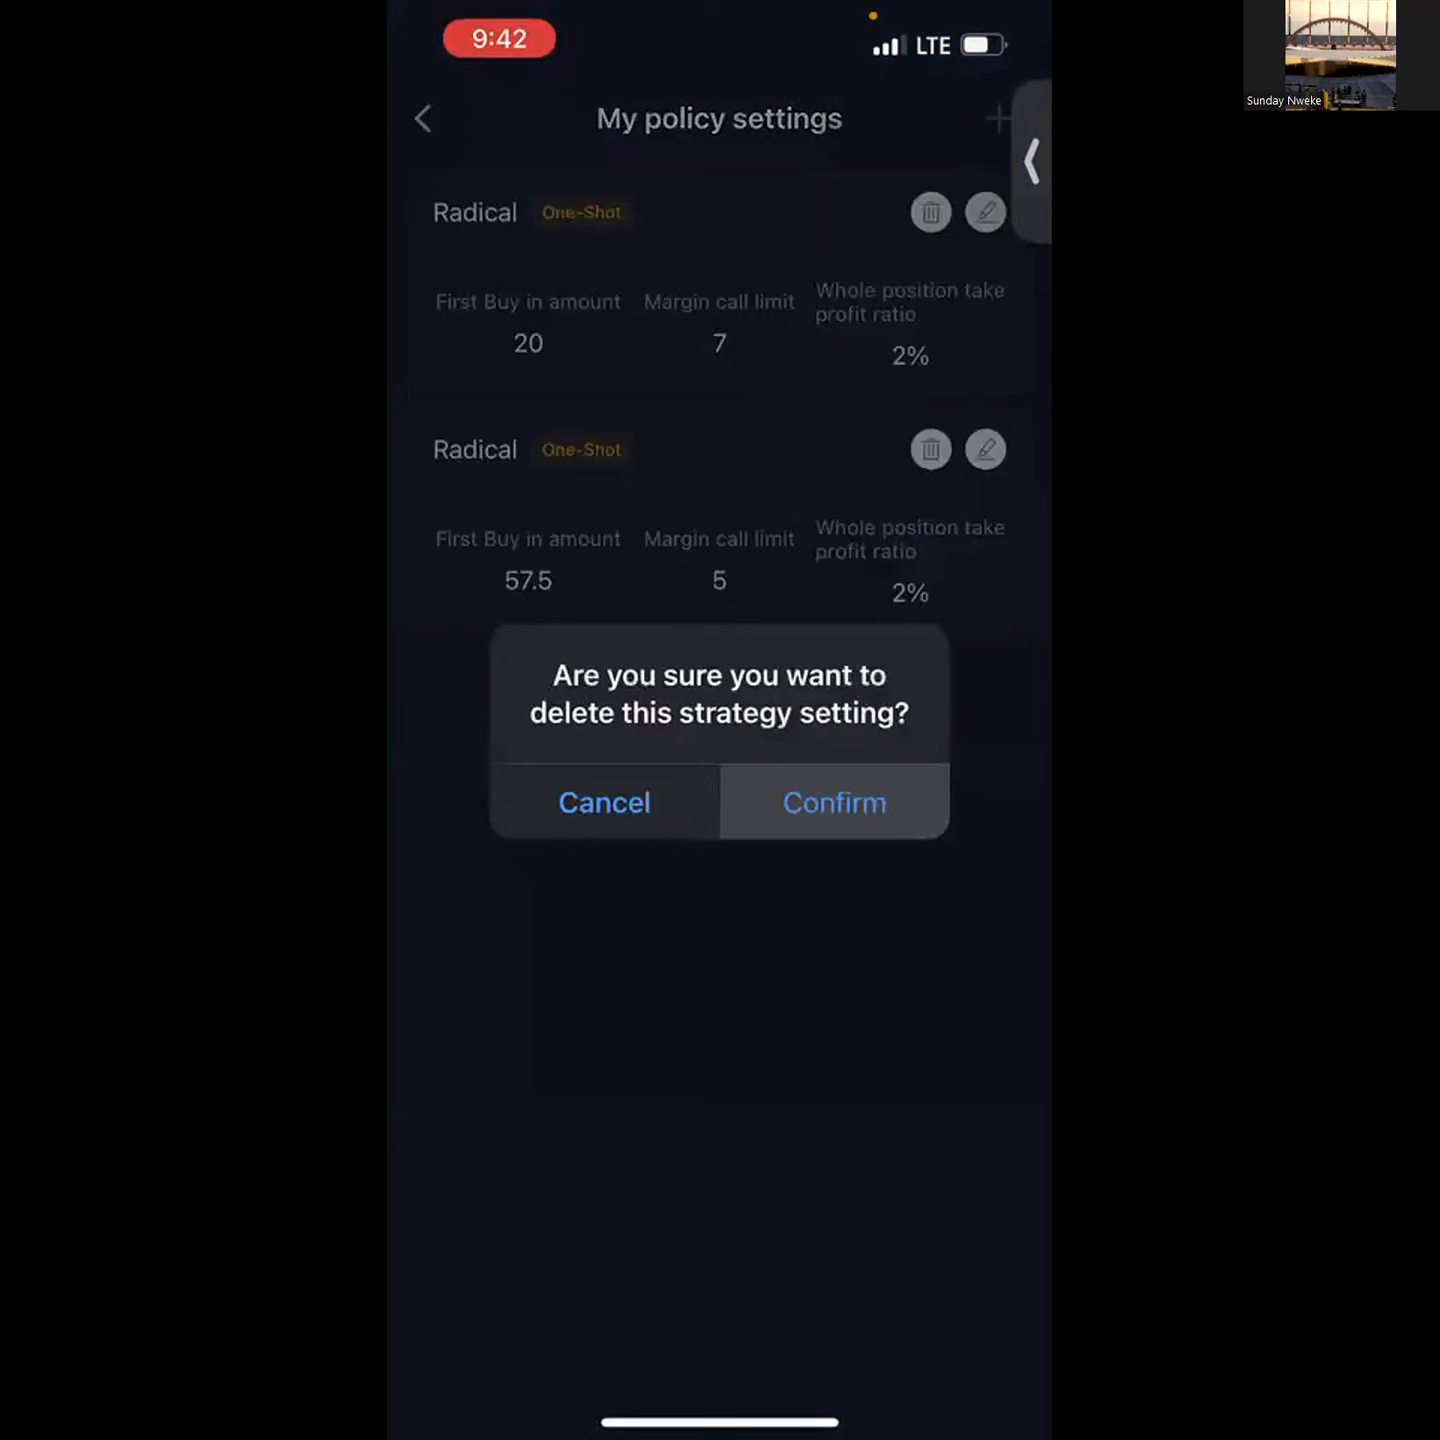 9:42
LTE
Sunday Nweke
My policy settings
Radical One-Shot
First Buy in amount Margin call limit Whole position take
profit ratio
20 7 2%
Radical One-Shot
First Buy in amount Margin call limit Whole position take
profit ratio
57.5 5 2%
Are you sure you want to
delete this strategy setting?
Cancel Confirm